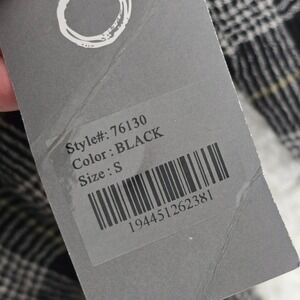 Style#: 76130
Color : BLACK
Size : S
194451262381